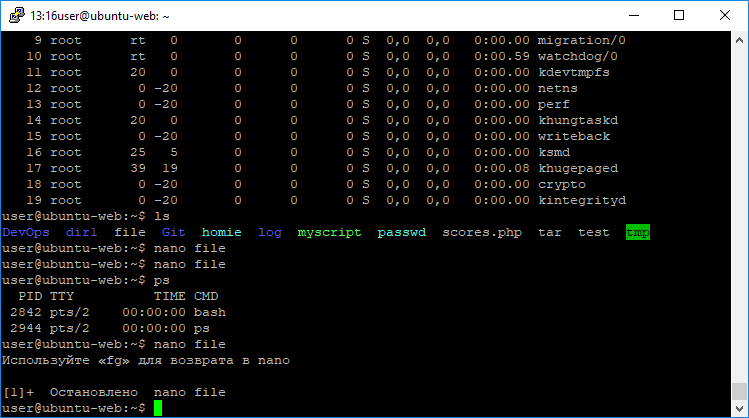 13:16user@ubuntu-web: ~
9 root rt 0 0 0 0 S 0,0 0,0 0:00.00 migration/0
10 root rt 0 0 0 0 S 0,0 0,0 0:00.59 watchdog/0
11 root 20 0 0 0 0 S 0,0 0,0 0:00.00 kdevtmpfs
12 root 0 -20 0 0 0 S 0,0 0,0 0:00.00 netns
13 root 0 -20 0 0 0 S 0,0 0,0 0:00.00 perf
14 root 20 0 0 0 0 S 0,0 0,0 0:00.00 khungtaskd
15 root 0 -20 0 0 0 S 0,0 0,0 0:00.00 writeback
16 root 25 5 0 0 0 S 0,0 0,0 0:00.00 ksmd
17 root 39 19 0 0 0 S 0,0 0,0 0:00.08 khugepaged
18 root 0 -20 0 0 0 S 0,0 0,0 0:00.00 crypto
19 root 0 -20 0 0 0 S 0,0 0,0 0:00.00 kintegrityd
user@ubuntu-web:~$ ls
DevOps dir1 file Git homie log myscript passwd scores.php tar test tmp
user@ubuntu-web:~$ nano file
user@ubuntu-web:~$ nano file
user@ubuntu-web:~$ ps
PID TTY TIME CMD
2842 pts/2 00:00:00 bash
2944 pts/2 00:00:00 ps
user@ubuntu-web:~$ nano file
Используйте «fg» для возврата в nano
[1]+ Остановлено nano file
user@ubuntu-web:~$